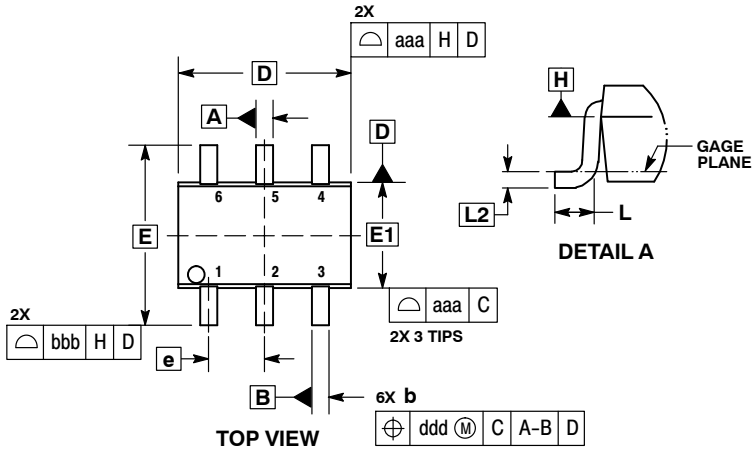 2X
⌓ aaa H D
D
A
D
H
GAGE
PLANE
6 5 4
E
E1
L2
L
DETAIL A
1 2 3
2X
⌓ bbb H D
⌓ aaa C
2X 3 TIPS
e
B
6X b
⌖ ddd Ⓜ C A-B D
TOP VIEW